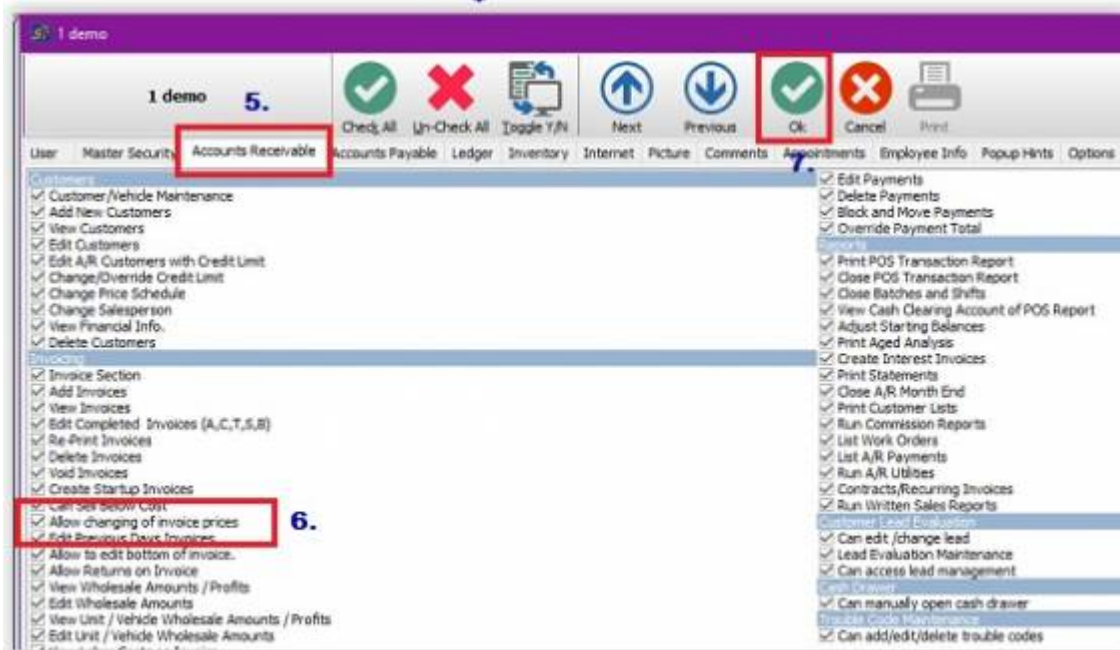 1 demo
1 demo
5.
Check All
Un-Check All
Toggle Y/N
Next
Previous
Ok
Cancel
Print
7.
User
Master Security
Accounts Receivable
Accounts Payable
Ledger
Inventory
Internet
Picture
Comments
Appointments
Employee Info
Popup Hints
Options
Customers
Customer/Vehicle Maintenance
Add New Customers
View Customers
Edit Customers
Edit A/R Customers with Credit Limit
Change/Override Credit Limit
Change Price Schedule
Change Salesperson
View Financial Info.
Delete Customers
Invoicing
Invoice Section
Add Invoices
View Invoices
Edit Completed Invoices (A,C,T,S,B)
Re-Print Invoices
Delete Invoices
Void Invoices
Create Startup Invoices
Can Sell Below Cost
Allow changing of invoice prices
6.
Edit Previous Days Invoices
Allow to edit bottom of invoice.
Allow Returns on Invoice
View Wholesale Amounts / Profits
Edit Wholesale Amounts
View Unit / Vehicle Wholesale Amounts / Profits
Edit Unit / Vehicle Wholesale Amounts
Edit Payments
Delete Payments
Block and Move Payments
Override Payment Total
Reports
Print POS Transaction Report
Close POS Transaction Report
Close Batches and Shifts
View Cash Clearing Account of POS Report
Adjust Starting Balances
Print Aged Analysis
Create Interest Invoices
Print Statements
Close A/R Month End
Print Customer Lists
Run Commission Reports
List Work Orders
List A/R Payments
Run A/R Utilities
Contracts/Recurring Invoices
Run Written Sales Reports
Customer Lead Evaluation
Can edit /change lead
Lead Evaluation Maintenance
Can access lead management
Cash Drawer
Can manually open cash drawer
Trouble Code Maintenance
Can add/edit/delete trouble codes